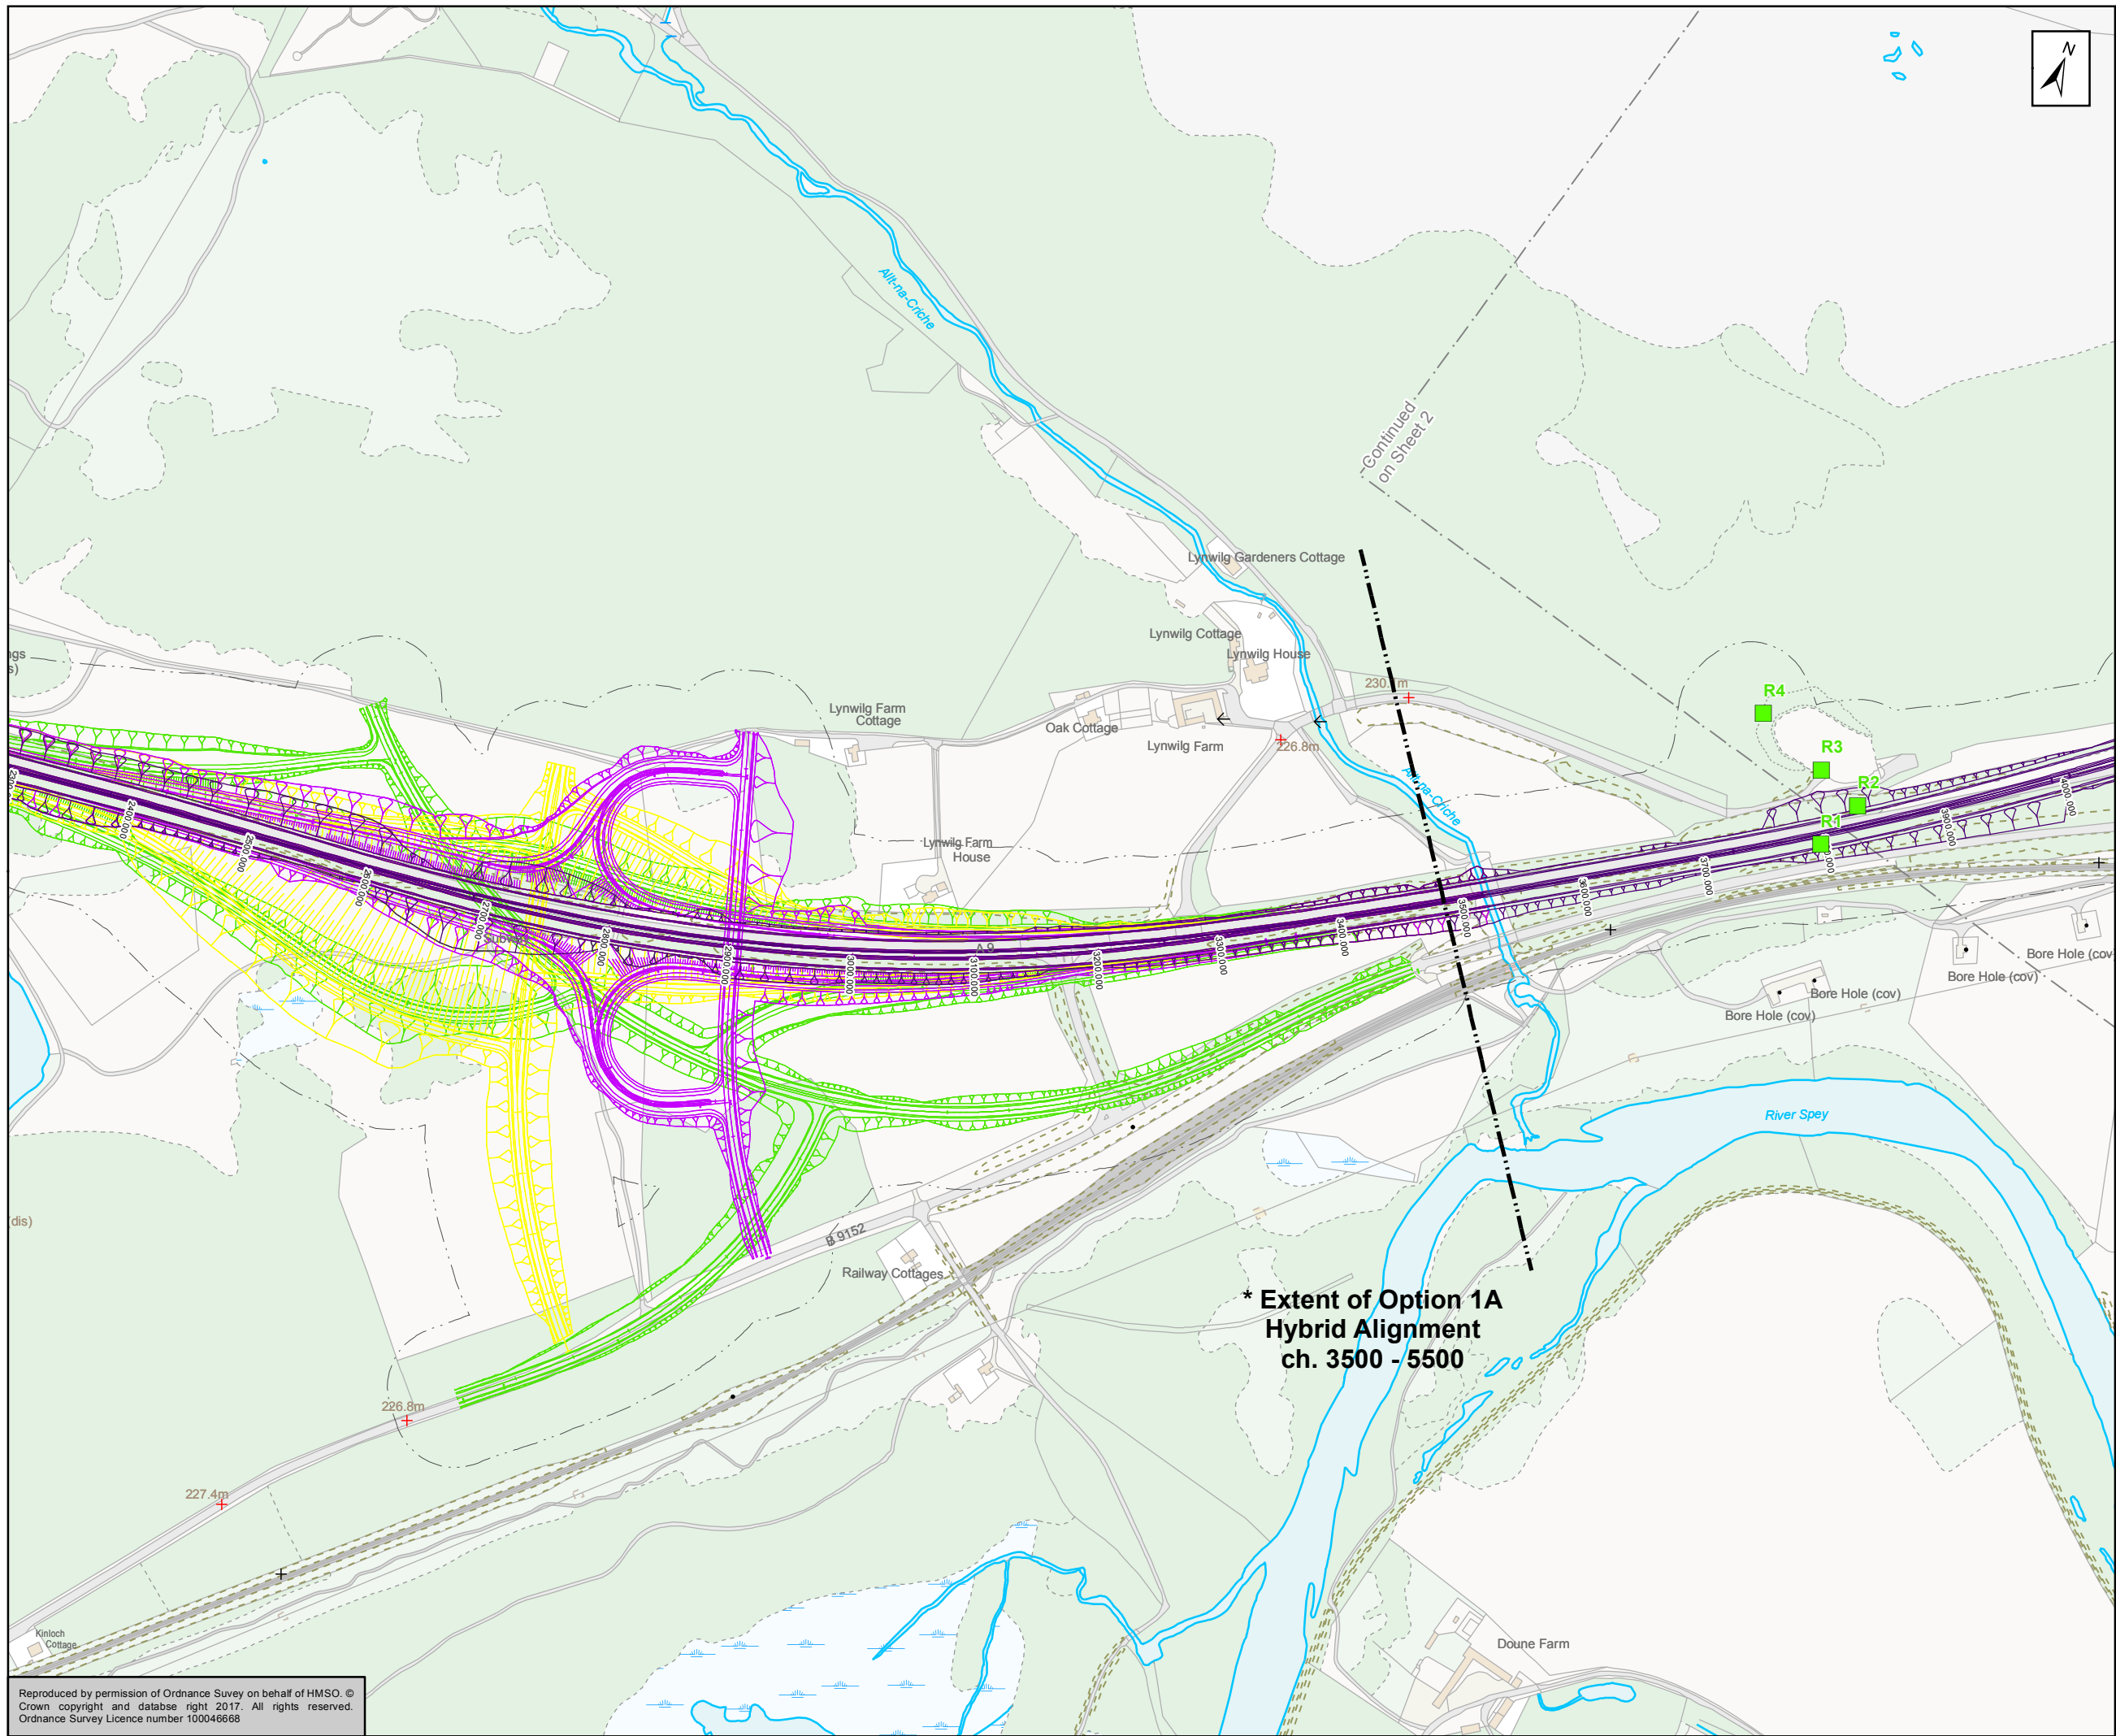 N
Allt-na-Criche
Continued
on Sheet 2
Lynwilg Gardeners Cottage
Lynwilg Cottage
Lynwilg House
230.1m
Lynwilg Farm
Cottage
Oak Cottage
Lynwilg Farm
226.8m
Allt-na-Criche
R4
R3
R2
R1
Lynwilg Farm
House
Subway
A 9
2400.000
2500.000
2600.000
2700.000
2800.000
2900.000
3000.000
3100.000
3200.000
3300.000
3400.000
3500.000
3600.000
3700.000
3900.000
4000.000
Bore Hole (cov)
Bore Hole (cov)
Bore Hole (cov)
Bore Hole (cov
River Spey
(dis)
B 9152
Railway Cottages
* Extent of Option 1A
Hybrid Alignment
ch. 3500 - 5500
226.8m
227.4m
Kinloch
Cottage
Doune Farm
Reproduced by permission of Ordnance Suvey on behalf of HMSO. ©
Crown copyright and databse right 2017. All rights reserved.
Ordnance Survey Licence number 100046668